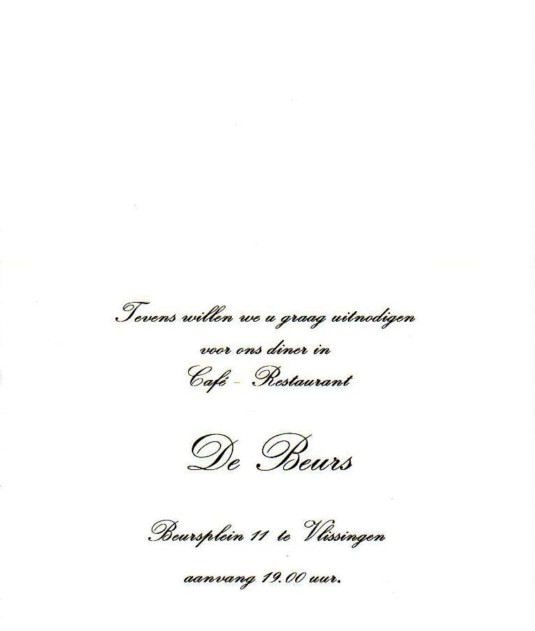 Tevens willen we u graag uitnodigen
voor ons diner in
Café - Restaurant
De Beurs
Beursplein 11 te Vlissingen
aanvang 19.00 uur.